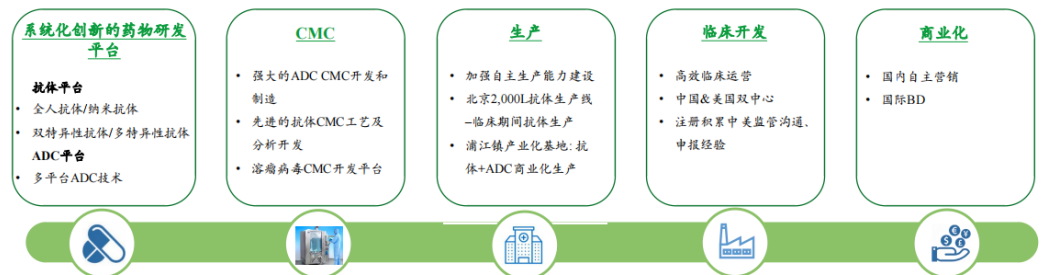 系统化创新的药物研发
平台
抗体平台
• 全人抗体/纳米抗体
• 双特异性抗体/多特异性抗体
ADC平台
• 多平台ADC技术
CMC
• 强大的ADC CMC开发和
制造
• 先进的抗体CMC工艺及
分析开发
• 溶瘤病毒CMC开发平台
生产
• 加强自主生产能力建设
• 北京2,000L抗体生产线
–临床期间抗体生产
• 浦江镇产业化基地: 抗
体+ADC商业化生产
临床开发
• 高效临床运营
• 中国&美国双中心
• 注册积累中美监管沟通、
申报经验
商业化
• 国内自主营销
• 国际BD
$ € ¥ £